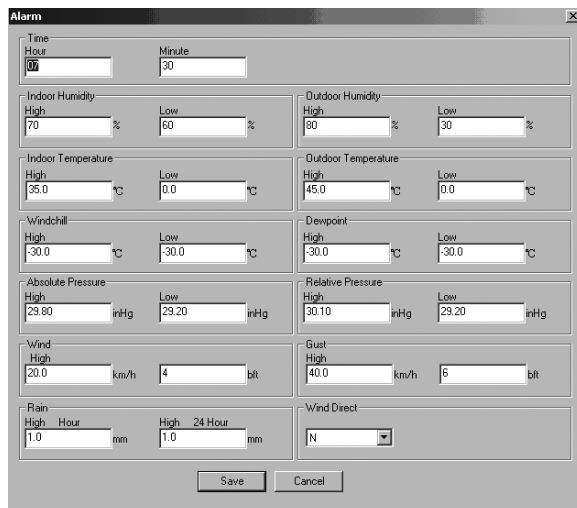 Alarm
Time
Hour Minute
07 30
Indoor Humidity Outdoor Humidity
High Low High Low
70 % 60 % 80 % 30 %
Indoor Temperature Outdoor Temperature
High Low High Low
35.0 °C 0.0 °C 45.0 °C 0.0 °C
Windchill Dewpoint
High Low High Low
-30.0 °C -30.0 °C -30.0 °C -30.0 °C
Absolute Pressure Relative Pressure
High Low High Low
29.80 inHg 29.20 inHg 30.10 inHg 29.20 inHg
Wind Gust
High High
20.0 km/h 4 bft 40.0 km/h 6 bft
Rain Wind Direct
High Hour High 24 Hour
1.0 mm 1.0 mm N
Save Cancel